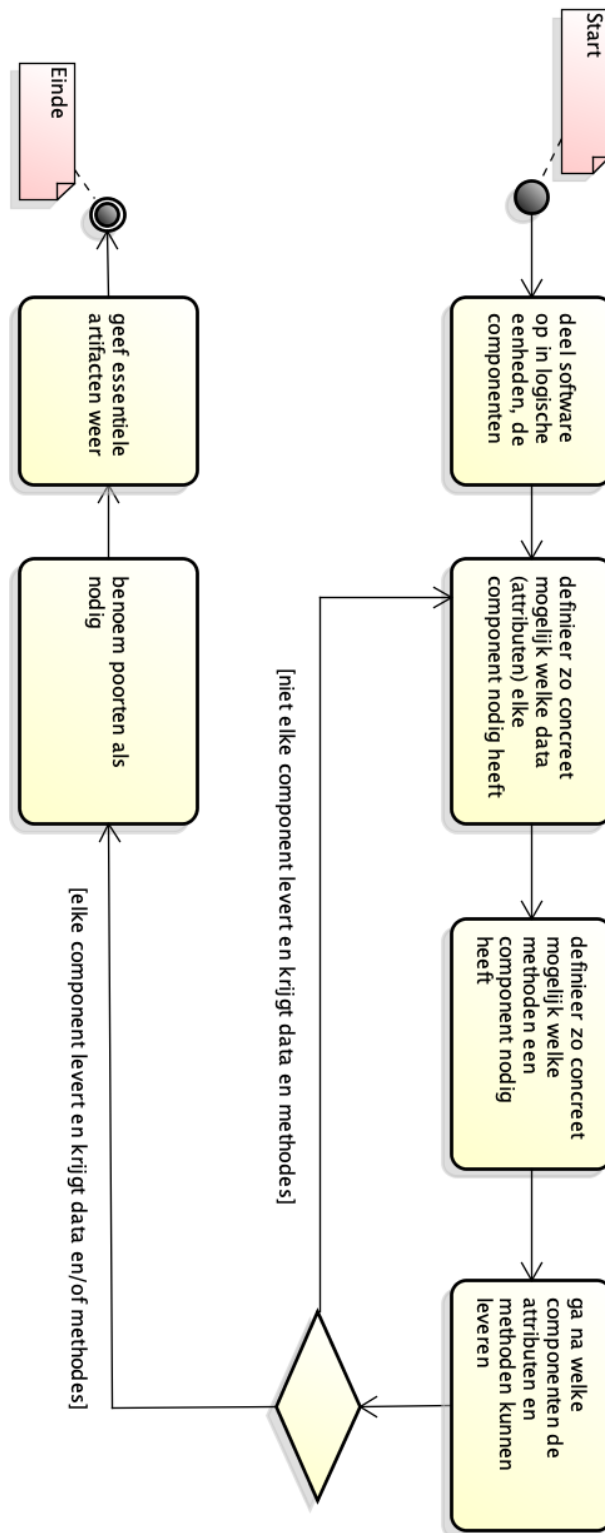 Start
deel software
op in logische
eenheden, de
componenten
definieer zo concreet
mogelijk welke data
(attributen) elke
component nodig heeft
definieer zo concreet
mogelijk welke
methoden een
component nodig
heeft
ga na welke
componenten de
attributen en
methoden kunnen
leveren
[niet elke component levert en krijgt data en methodes]
[elke component levert en krijgt data en/of methodes]
benoem poorten als
nodig
geef essentiele
artifacten weer
Einde